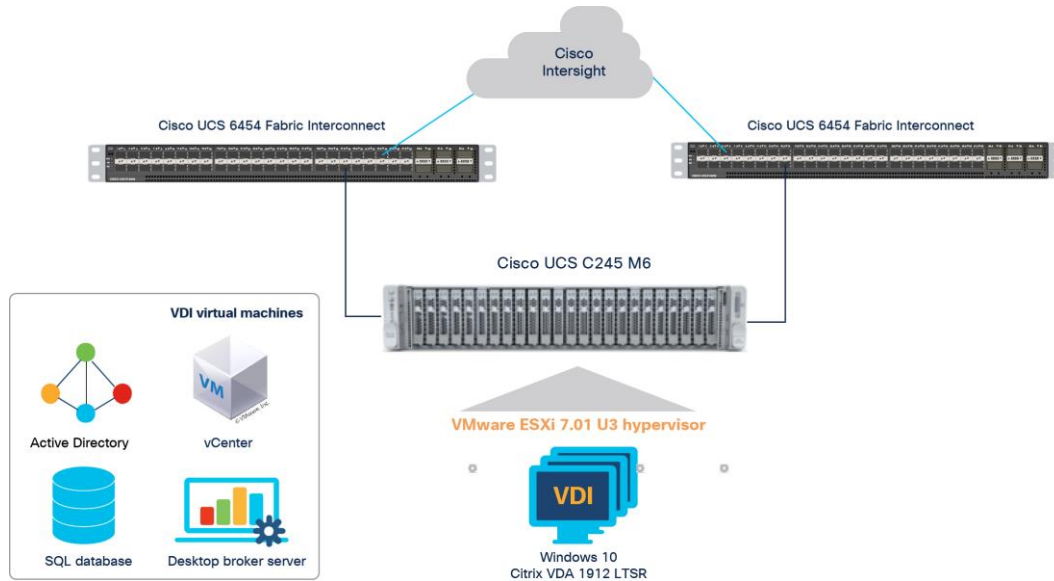 Cisco
Intersight
Cisco UCS 6454 Fabric Interconnect
Cisco UCS 6454 Fabric Interconnect
Cisco UCS C245 M6
VDI virtual machines
VM
Active Directory
vCenter
SQL database
Desktop broker server
VMware ESXi 7.01 U3 hypervisor
VDI
Windows 10
Citrix VDA 1912 LTSR